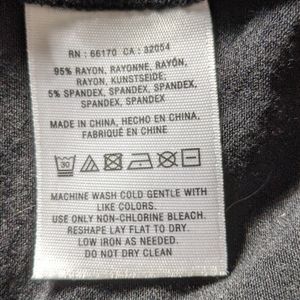 RN : 66170 CA : 32054
95% RAYON, RAYONNE, RAYÓN,
RAYON, KUNSTSEIDE,
5% SPANDEX, SPANDEX, SPANDEX,
SPANDEX, SPANDEX
MADE IN CHINA, HECHO EN CHINA,
FABRIQUÉ EN CHINE
30
MACHINE WASH COLD GENTLE WITH
LIKE COLORS.
USE ONLY NON-CHLORINE BLEACH.
RESHAPE LAY FLAT TO DRY.
LOW IRON AS NEEDED.
DO NOT DRY CLEAN